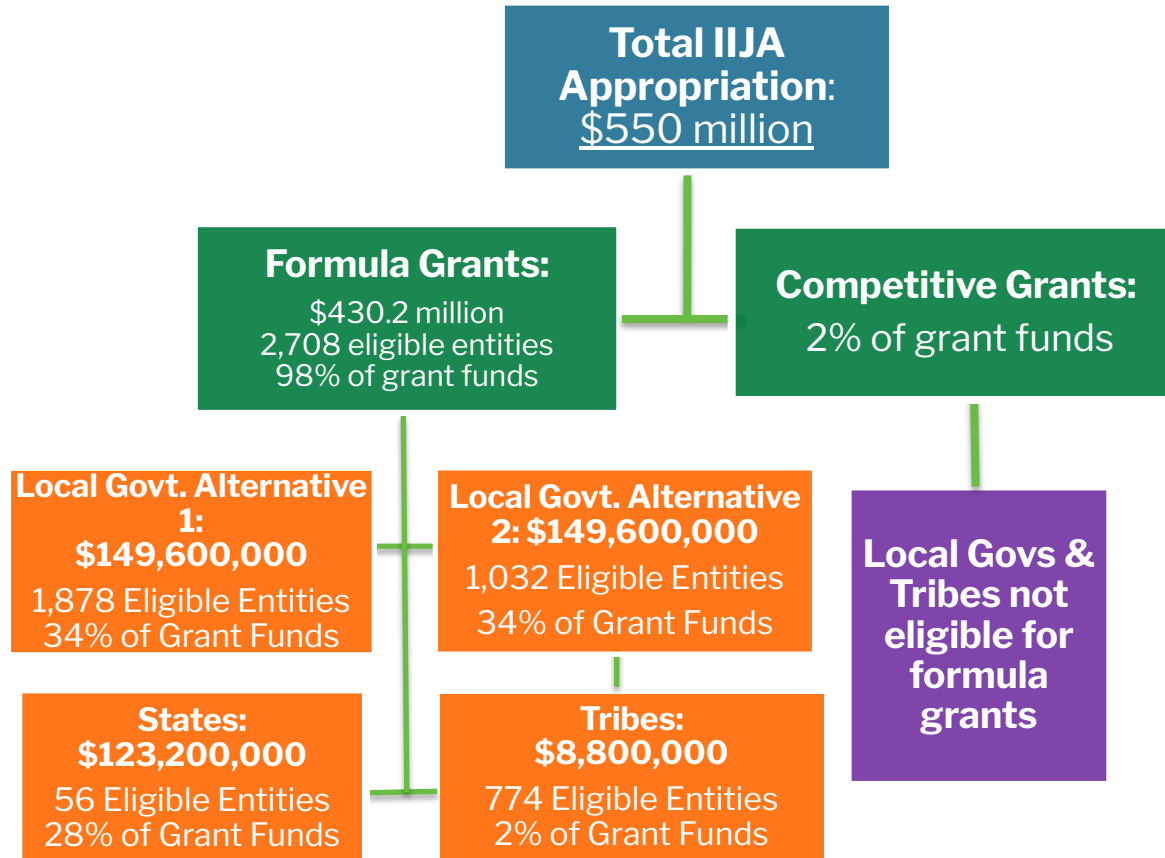 Total IIJA
Appropriation:
$550 million
Formula Grants:
$430.2 million
2,708 eligible entities
98% of grant funds
Competitive Grants:
2% of grant funds
Local Govt. Alternative
1:
$149,600,000
1,878 Eligible Entities
34% of Grant Funds
Local Govt. Alternative
2: $149,600,000
1,032 Eligible Entities
34% of Grant Funds
Local Govs &
Tribes not
eligible for
formula
grants
States:
$123,200,000
56 Eligible Entities
28% of Grant Funds
Tribes:
$8,800,000
774 Eligible Entities
2% of Grant Funds